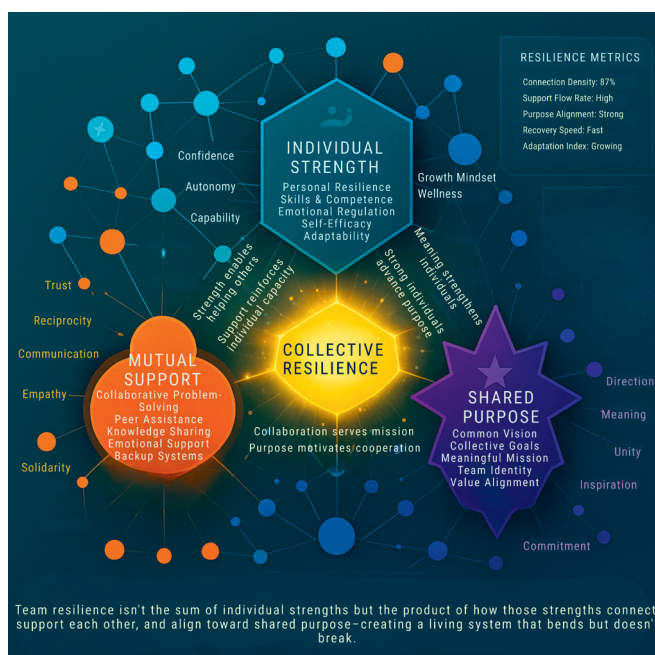 RESILIENCE METRICS
Connection Density: 87%
Support Flow Rate: High
Purpose Alignment: Strong
Recovery Speed: Fast
Adaptation Index: Growing
INDIVIDUAL
STRENGTH
Personal Resilience
Skills & Competence
Emotional Regulation
Self-Efficacy
Adaptability
Confidence
Autonomy
Capability
Growth Mindset
Wellness
Strength enables
helping others
Support reinforces
individual capacity
Strong individuals
advance purpose
Meaning strengthens
individuals
Trust
Reciprocity
Communication
Empathy
Solidarity
MUTUAL
SUPPORT
Collaborative Problem-
Solving
Peer Assistance
Knowledge Sharing
Emotional Support
Backup Systems
COLLECTIVE
RESILIENCE
Collaboration serves mission
Purpose motivates cooperation
SHARED
PURPOSE
Common Vision
Collective Goals
Meaningful Mission
Team Identity
Value Alignment
Direction
Meaning
Unity
Inspiration
Commitment
Team resilience isn't the sum of individual strengths but the product of how those strengths connect
support each other, and align toward shared purpose–creating a living system that bends but doesn'
break.